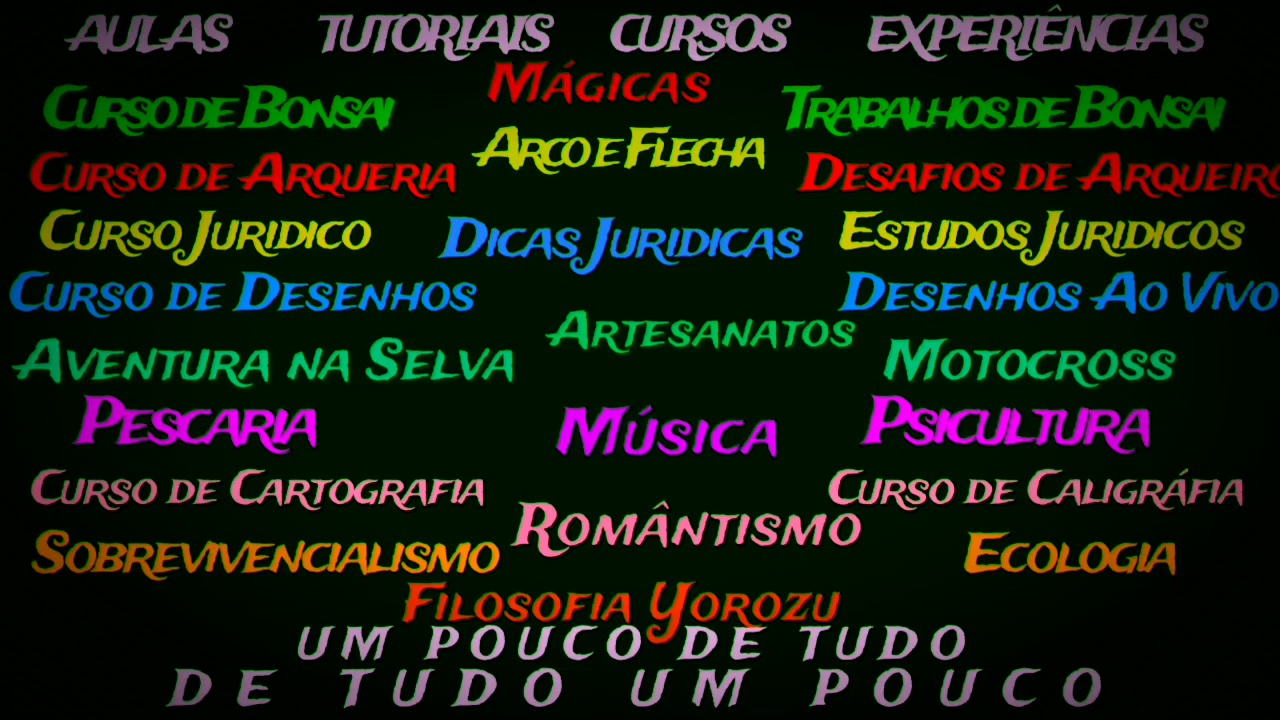 AULAS TUTORIAIS CURSOS EXPERIÊNCIAS
MÁGICAS
CURSO DE BONSAI TRABALHOS DE BONSAI
ARCO E FLECHA
CURSO DE ARQUERIA DESAFIOS DE ARQUEIRO
CURSO JURIDICO DICAS JURIDICAS ESTUDOS JURIDICOS
CURSO DE DESENHOS DESENHOS AO VIVO
ARTESANATOS
AVENTURA NA SELVA MOTOCROSS
PESCARIA MÚSICA PSICULTURA
CURSO DE CARTOGRAFIA CURSO DE CALIGRÁFIA
ROMÂNTISMO
SOBREVIVENCIALISMO ECOLOGIA
FILOSOFIA YOROZU
UM POUCO DE TUDO
DE TUDO UM POUCO